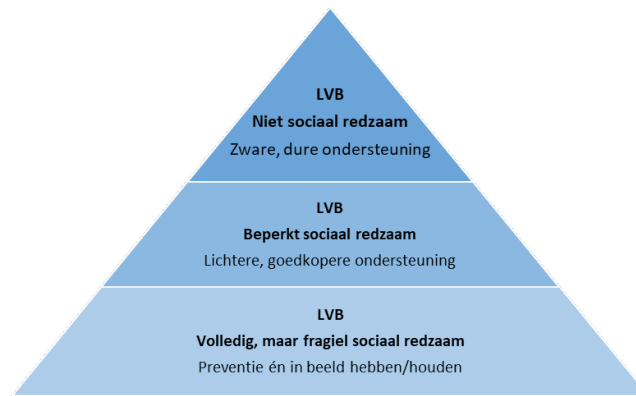 LVB
Niet sociaal redzaam
Zware, dure ondersteuning
LVB
Beperkt sociaal redzaam
Lichtere, goedkopere ondersteuning
LVB
Volledig, maar fragiel sociaal redzaam
Preventie én in beeld hebben/houden